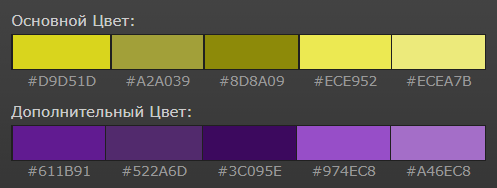 Основной Цвет:
#D9D51D #A2A039 #8D8A09 #ECE952 #ECEA7B
Дополнительный Цвет:
#611B91 #522A6D #3C095E #974EC8 #A46EC8